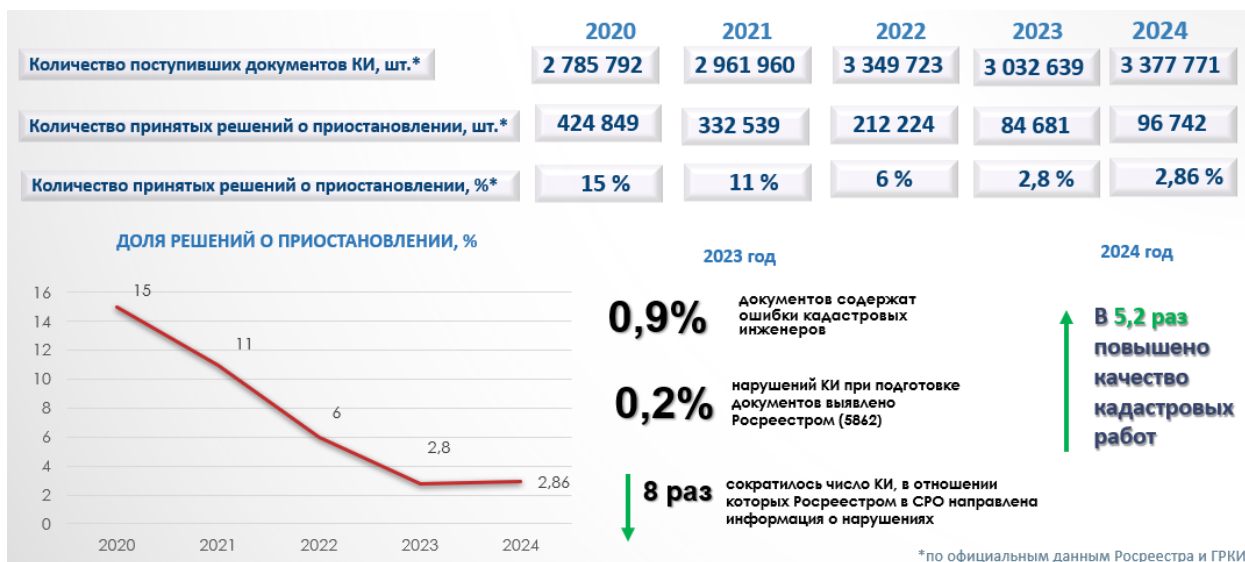 2020 2021 2022 2023 2024
Количество поступивших документов КИ, шт.* 2 785 792 2 961 960 3 349 723 3 032 639 3 377 771
Количество принятых решений о приостановлении, шт.* 424 849 332 539 212 224 84 681 96 742
Количество принятых решений о приостановлении, %* 15 % 11 % 6 % 2,8 % 2,86 %
ДОЛЯ РЕШЕНИЙ О ПРИОСТАНОВЛЕНИИ, %
16
14
12
10
8
6
4
2
0
15
11
6
2,8
2,86
2020 2021 2022 2023 2024
2023 год
0,9%
документов содержат
ошибки кадастровых
инженеров
0,2%
нарушений КИ при подготовке
документов выявлено
Росреестром (5862)
8 раз
сократилось число КИ, в отношении
которых Росреестром в СРО направлена
информация о нарушениях
2024 год
В 5,2 раз
повышено
качество
кадастровых
работ
*по официальным данным Росреестра и ГРКИ